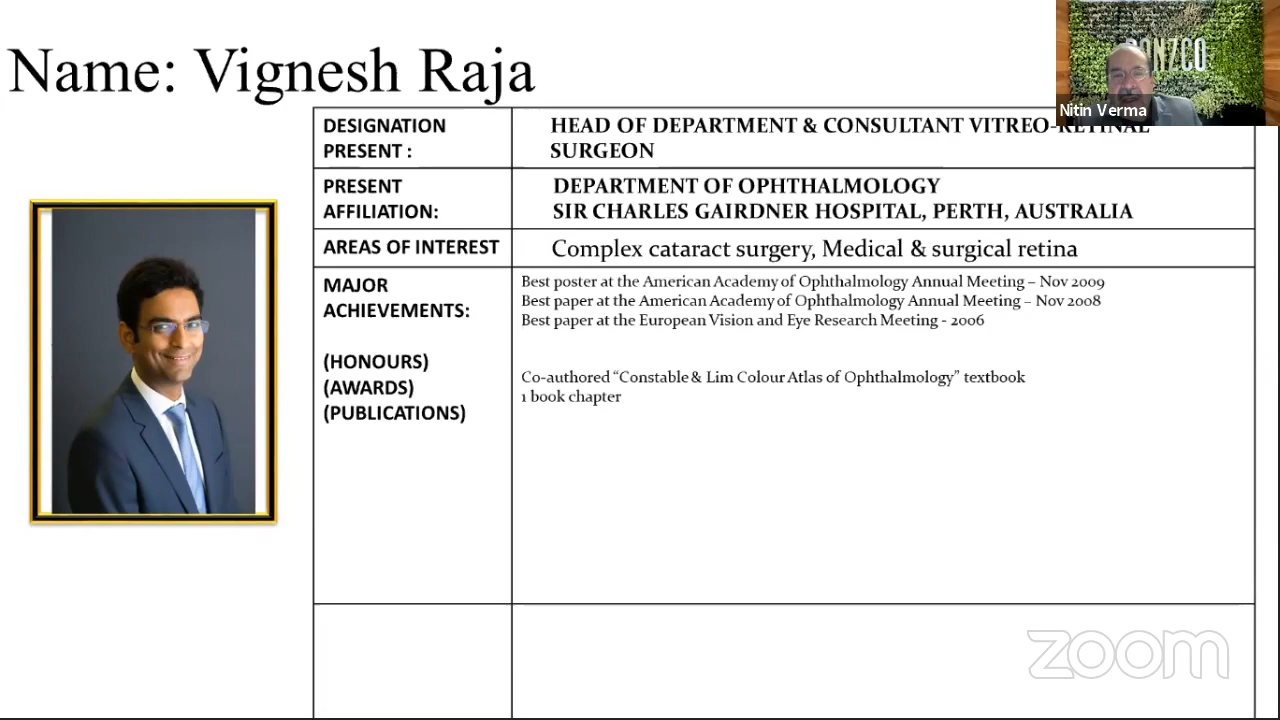 Name: Vignesh Raja
Nitin Verma
DESIGNATION
PRESENT :
HEAD OF DEPARTMENT & CONSULTANT VITREO-RETINAL
SURGEON
PRESENT
AFFILIATION:
DEPARTMENT OF OPHTHALMOLOGY
SIR CHARLES GAIRDNER HOSPITAL, PERTH, AUSTRALIA
AREAS OF INTEREST
Complex cataract surgery, Medical & surgical retina
MAJOR
ACHIEVEMENTS:
(HONOURS)
(AWARDS)
(PUBLICATIONS)
Best poster at the American Academy of Ophthalmology Annual Meeting – Nov 2009
Best paper at the American Academy of Ophthalmology Annual Meeting – Nov 2008
Best paper at the European Vision and Eye Research Meeting - 2006
Co-authored “Constable & Lim Colour Atlas of Ophthalmology” textbook
1 book chapter
zoom